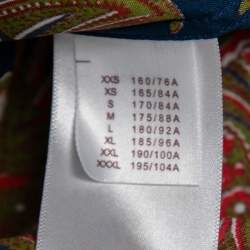 XXS 160/76A
XS 165/84A
S 170/84A
M 175/88A
L 180/92A
XL 185/96A
XXL 190/100A
XXXL 195/104A